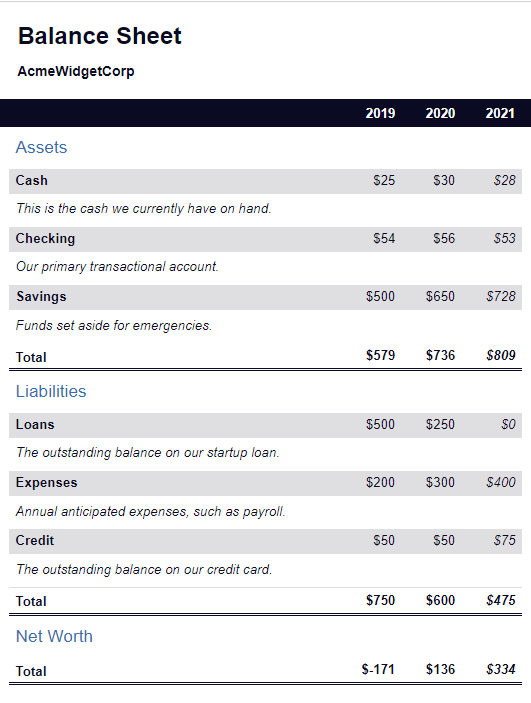 Balance Sheet
AcmeWidgetCorp
2019 2020 2021
Assets
Cash $25 $30 $28
This is the cash we currently have on hand.
Checking $54 $56 $53
Our primary transactional account.
Savings $500 $650 $728
Funds set aside for emergencies.
Total $579 $736 $809
Liabilities
Loans $500 $250 $0
The outstanding balance on our startup loan.
Expenses $200 $300 $400
Annual anticipated expenses, such as payroll.
Credit $50 $50 $75
The outstanding balance on our credit card.
Total $750 $600 $475
Net Worth
Total $-171 $136 $334